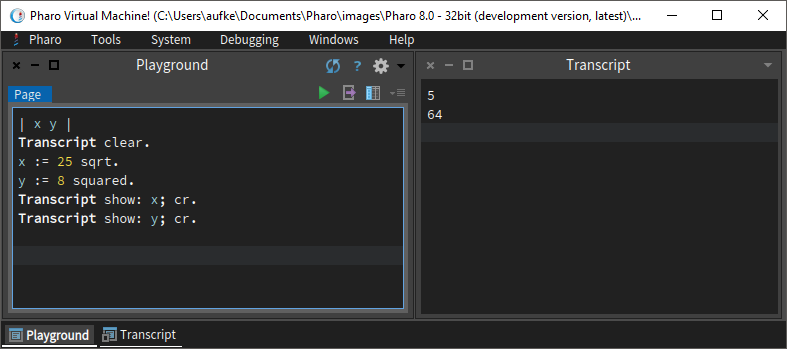 Pharo Virtual Machine! (C:\Users\aufke\Documents\Pharo\images\Pharo 8.0 - 32bit (development version, latest)\...
Pharo Tools System Debugging Windows Help
Playground
Page
| x y |
Transcript clear.
x := 25 sqrt.
y := 8 squared.
Transcript show: x; cr.
Transcript show: y; cr.
Transcript
5
64
Playground Transcript